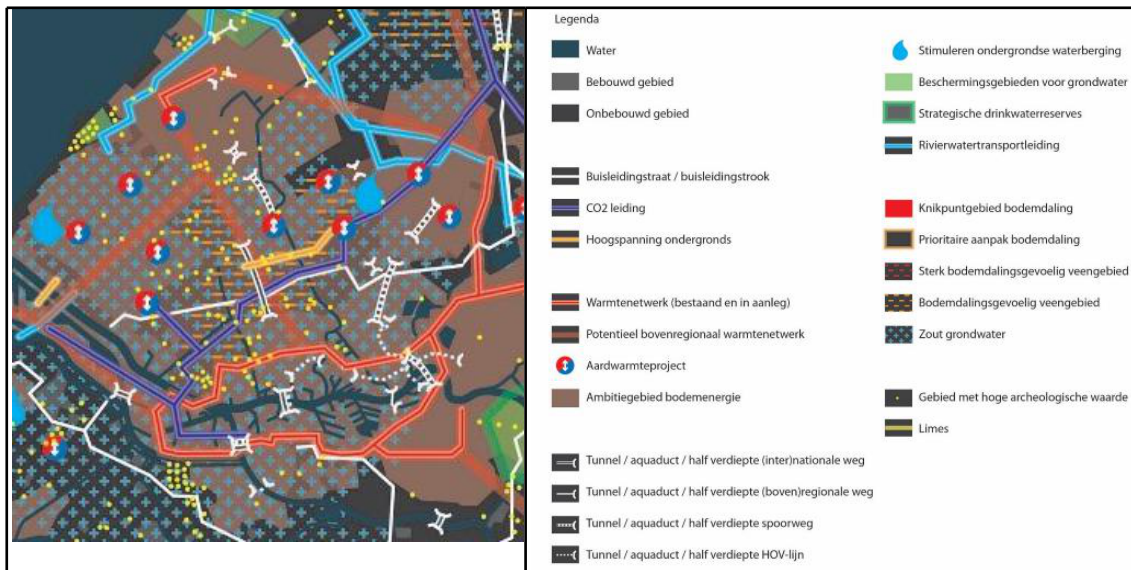 Legenda
Water
Bebouwd gebied
Onbebouwd gebied
Buisleidingstraat / buisleidingstrook
CO2 leiding
Hoogspanning ondergronds
Warmtenetwerk (bestaand en in aanleg)
Potentieel bovenregionaal warmtenetwerk
Aardwarmteproject
Ambitiegebied bodemenergie
Tunnel / aquaduct / half verdiepte (inter)nationale weg
Tunnel / aquaduct / half verdiepte (boven)regionale weg
Tunnel / aquaduct / half verdiepte spoorweg
Tunnel / aquaduct / half verdiepte HOV-lijn
Stimuleren ondergrondse waterberging
Beschermingsgebieden voor grondwater
Strategische drinkwaterreserves
Rivierwatertransportleiding
Knikpuntgebied bodemdaling
Prioritaire aanpak bodemdaling
Sterk bodemdalingsgevoelig veengebied
Bodemdalingsgevoelig veengebied
Zout grondwater
Gebied met hoge archeologische waarde
Limes